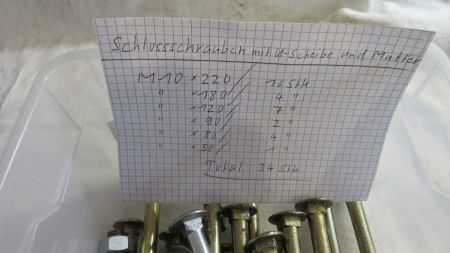 Schlossschrauben mit U-Scheibe und Mutter
M10 x 220 / 16 Stk.
" x 180 / 4 "
" x 120 / 7 "
" x 90 / 2 "
" x 80 / 4 "
" x 50 / 1 "
Total 34 Stk